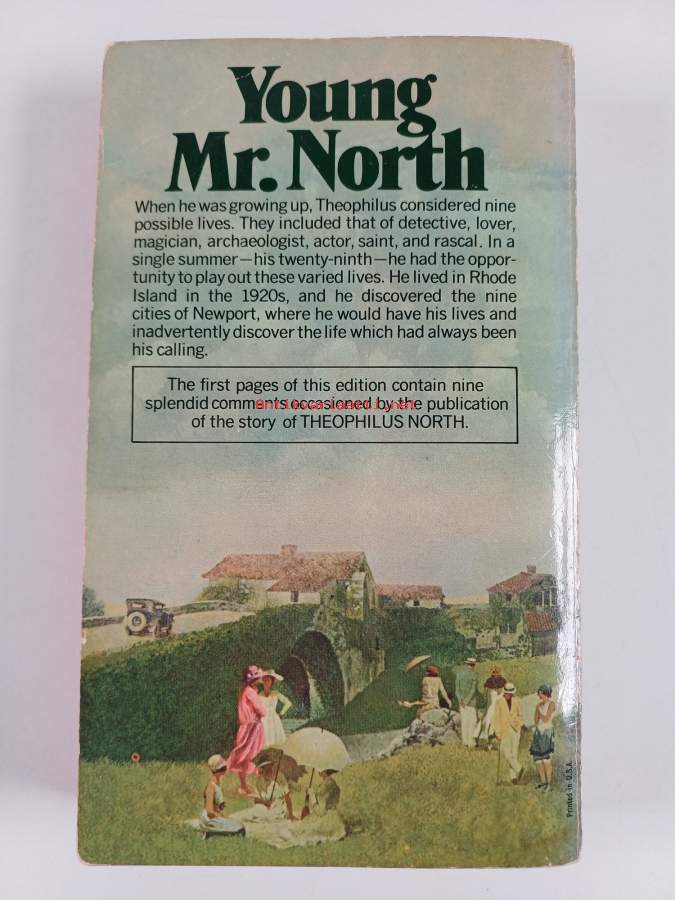 Young
Mr. North
When he was growing up, Theophilus considered nine
possible lives. They included that of detective, lover,
magician, archaeologist, actor, saint, and rascal. In a
single summer—his twenty-ninth—he had the oppor-
tunity to play out these varied lives. He lived in Rhode
Island in the 1920s, and he discovered the nine
cities of Newport, where he would have his lives and
inadvertently discover the life which had always been
his calling.
The first pages of this edition contain nine
splendid comments occasioned by the publication
of the story of THEOPHILUS NORTH.
Antikvariaatti.net
Printed in U.S.A.